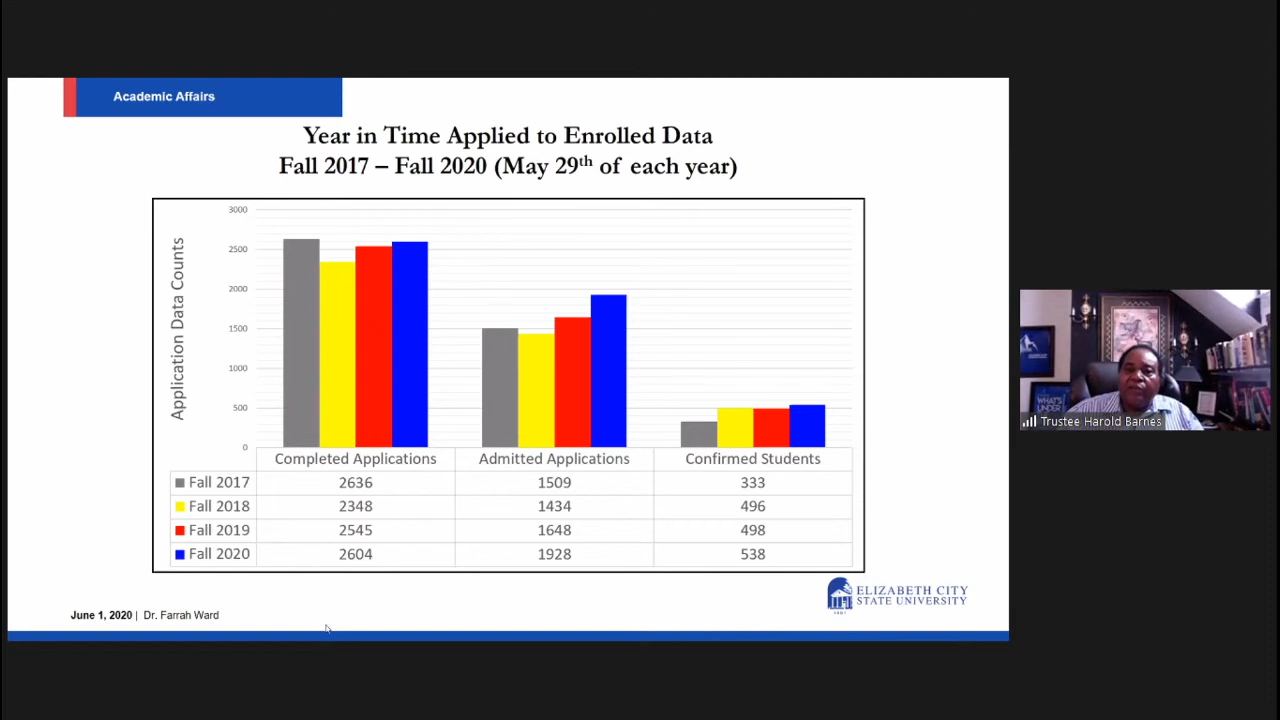 Academic Affairs
Year in Time Applied to Enrolled Data
Fall 2017 – Fall 2020 (May 29th of each year)
Application Data Counts
3000
2500
2000
1500
1000
500
0
Completed Applications Admitted Applications Confirmed Students
Fall 2017 2636 1509 333
Fall 2018 2348 1434 496
Fall 2019 2545 1648 498
Fall 2020 2604 1928 538
ELIZABETH CITY
STATE UNIVERSITY
June 1, 2020 | Dr. Farrah Ward
WHAT'S
UNDER
Trustee Harold Barnes